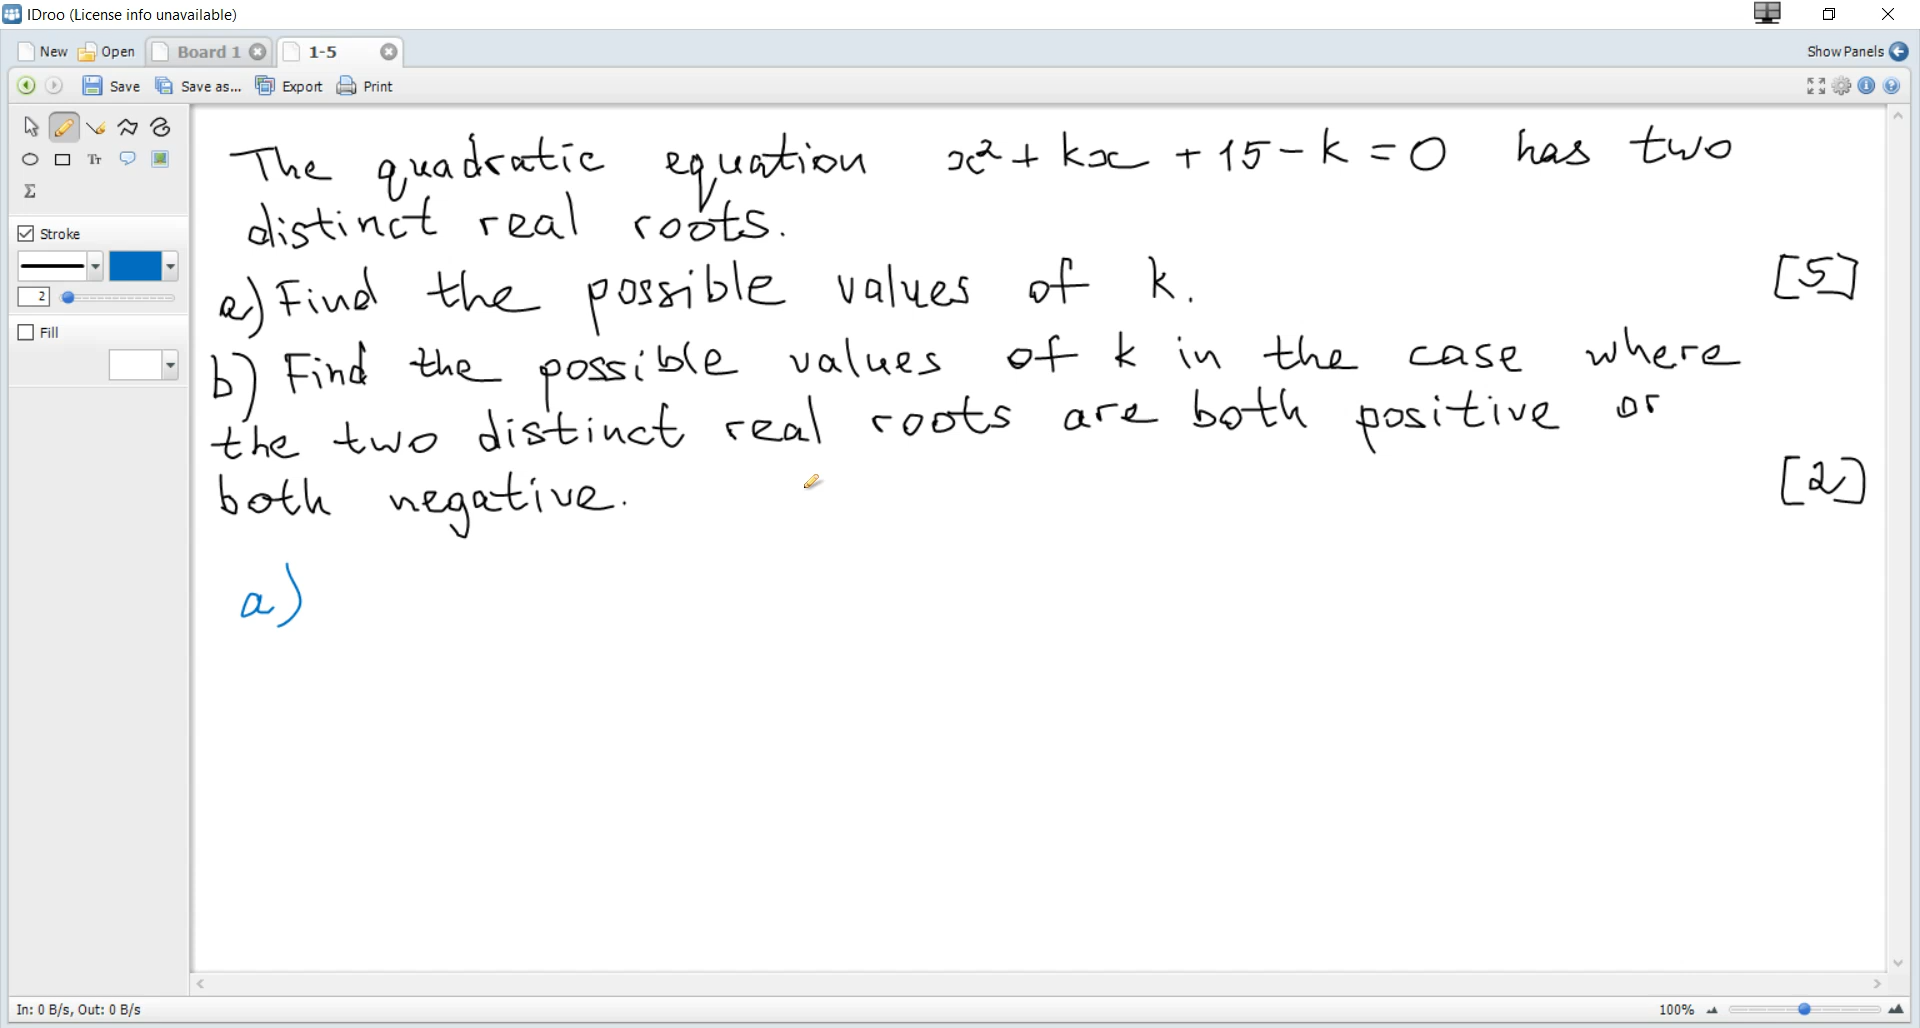 IDroo (License info unavailable)
New Open Board 1 1-5 Show Panels
Save Save as... Export Print
Tт
Σ
Stroke
2
Fill
The quadratic equation x² + kx + 15 - k = 0 has two
distinct real roots.
a) Find the possible values of k. [5]
b) Find the possible values of k in the case where
the two distinct real roots are both positive or
both negative. [2]
a)
In: 0 B/s, Out: 0 B/s 100%